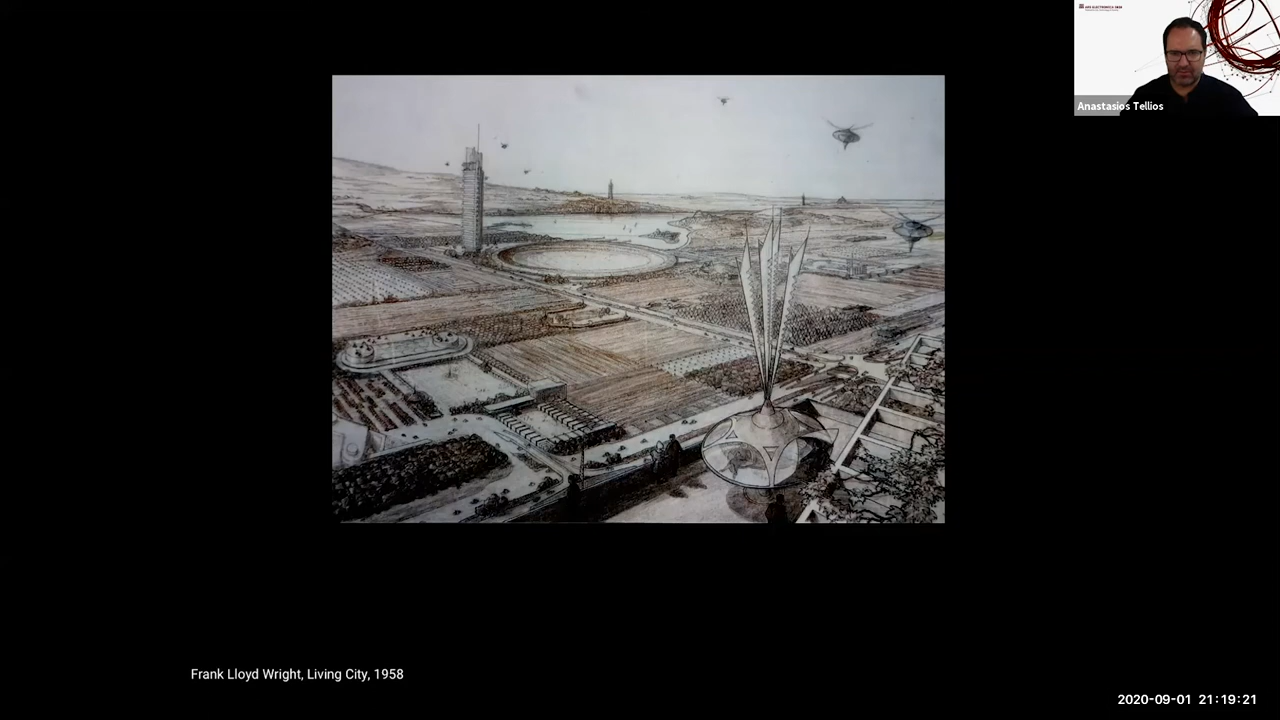 Anastasios Tellios
Frank Lloyd Wright, Living City, 1958
2020-09-01 21:19:21